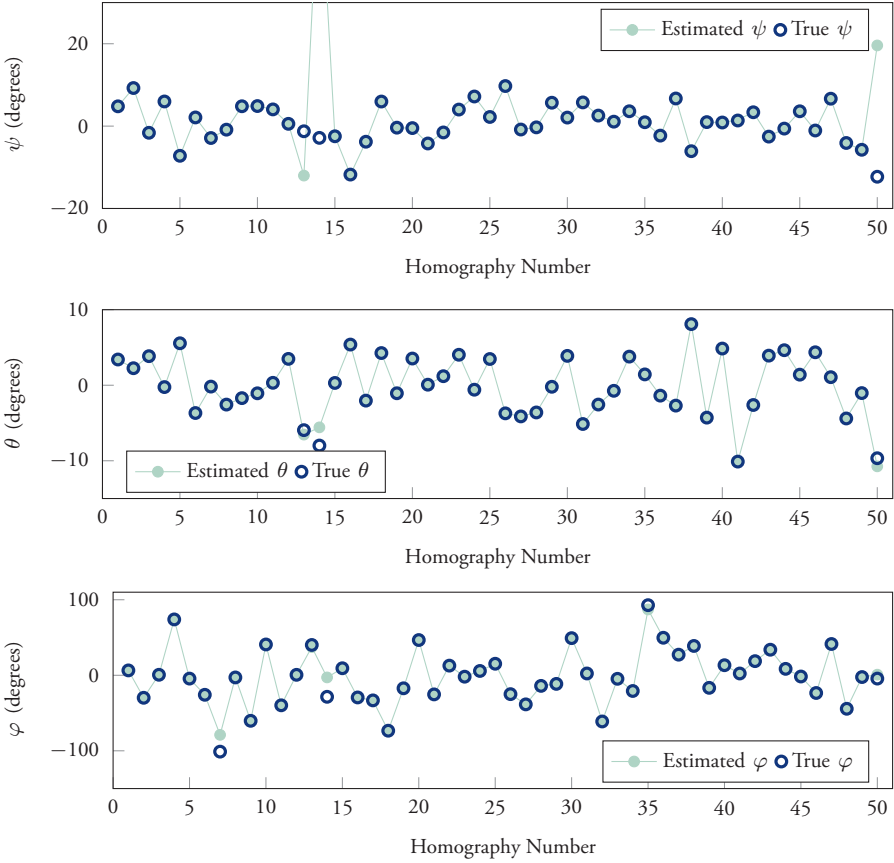 20
0
−20
ψ (degrees)
Estimated ψ True ψ
0 5 10 15 20 25 30 35 40 45 50
Homography Number
10
0
−10
θ (degrees)
Estimated θ True θ
0 5 10 15 20 25 30 35 40 45 50
Homography Number
100
0
−100
φ (degrees)
Estimated φ True φ
0 5 10 15 20 25 30 35 40 45 50
Homography Number